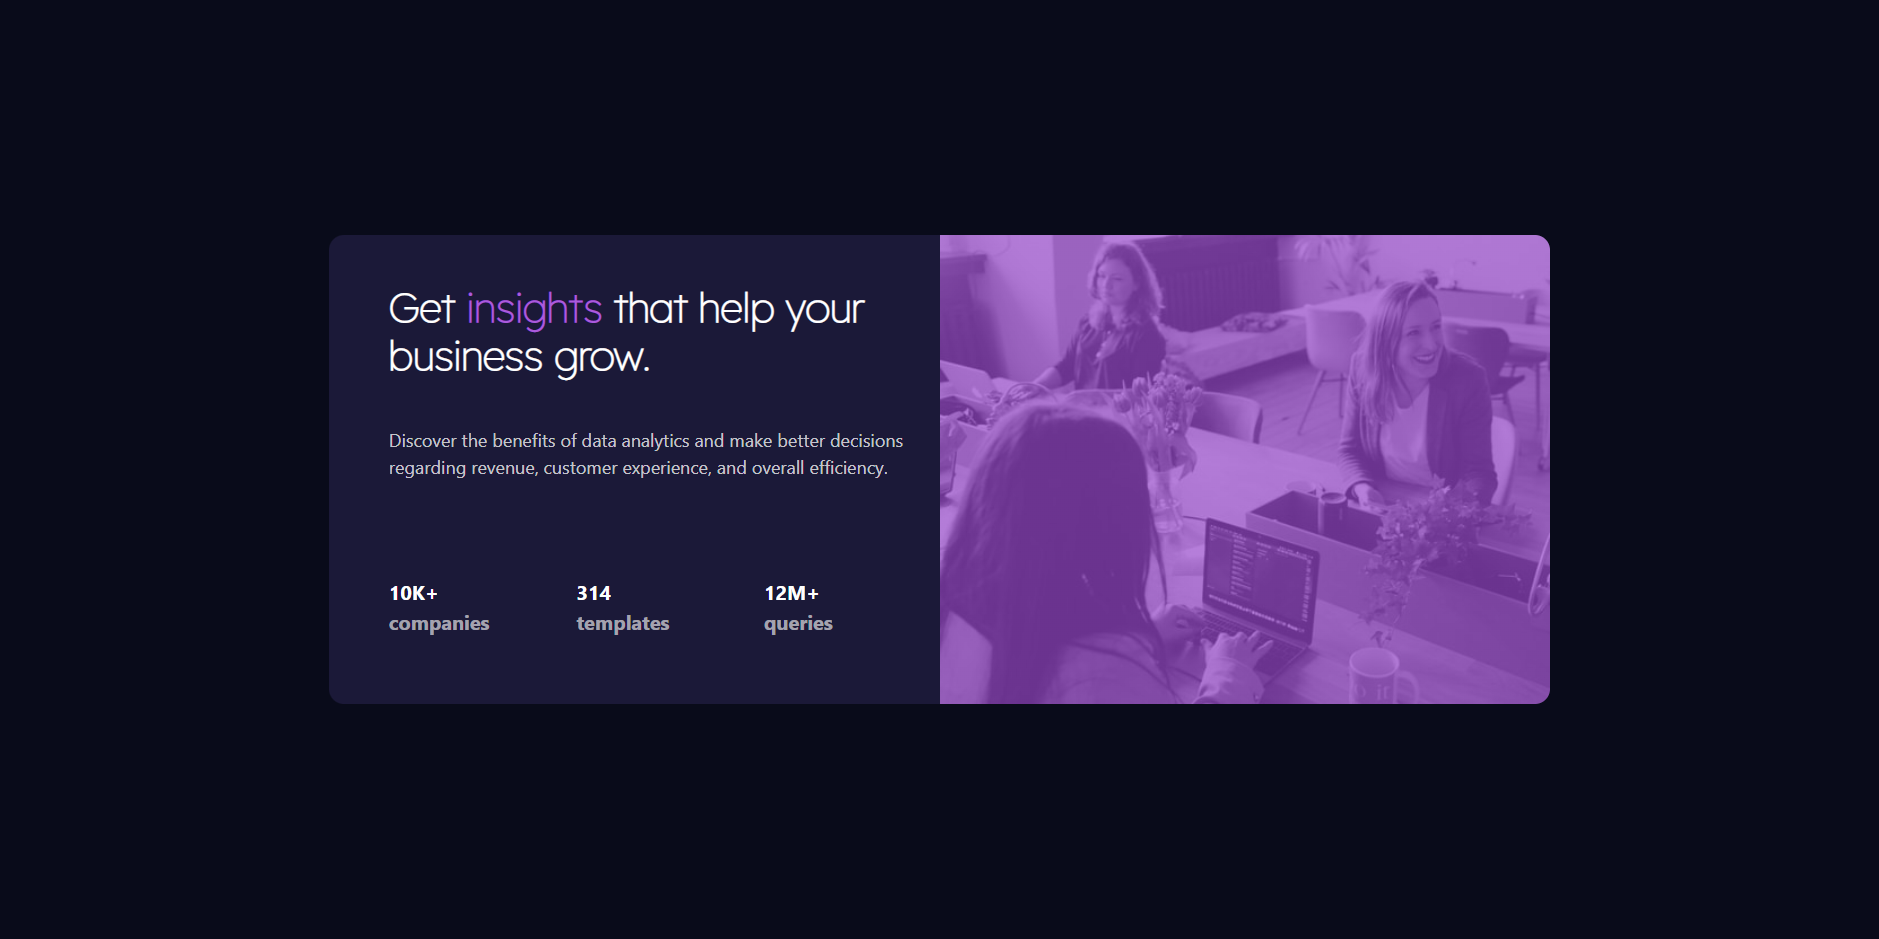 Get insights that help your
business grow.
Discover the benefits of data analytics and make better decisions
regarding revenue, customer experience, and overall efficiency.
10K+
companies
314
templates
12M+
queries